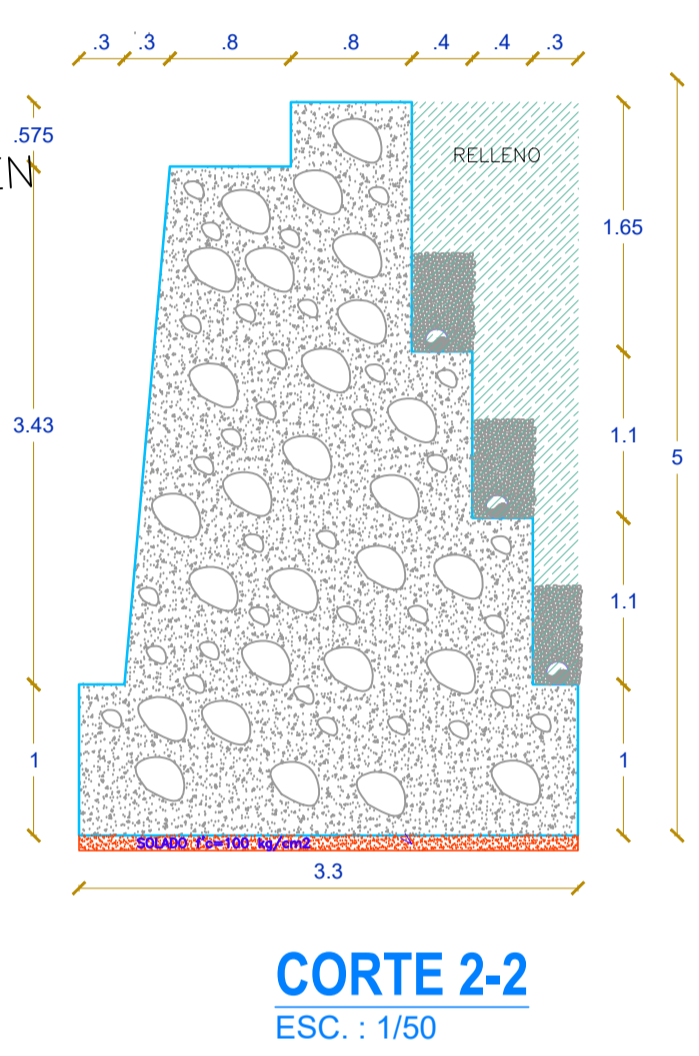 .3 .3 .8 .8 .4 .4 .3
.575
EN
RELLENO
1.65
3.43
1.1
5
1.1
1
1
SOLADO f'c=100 kg/cm2
3.3
CORTE 2-2
ESC. : 1/50